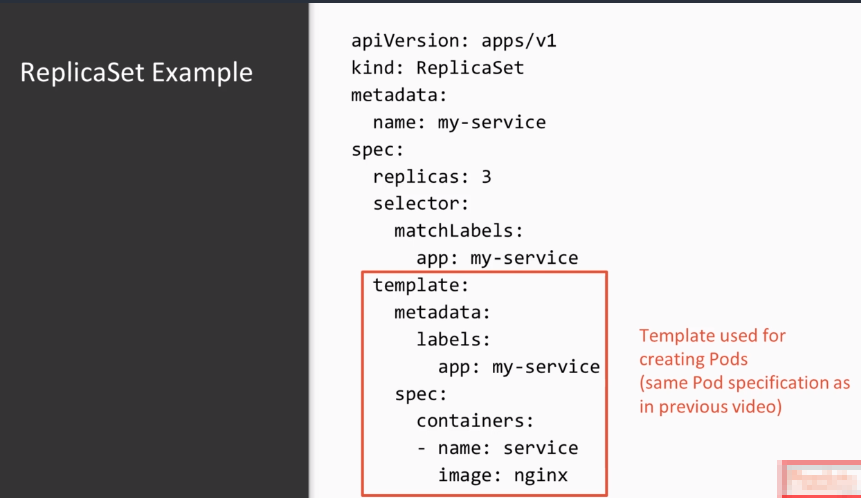 ReplicaSet Example
apiVersion: apps/v1
kind: ReplicaSet
metadata:
  name: my-service
spec:
  replicas: 3
  selector:
    matchLabels:
      app: my-service
  template:
    metadata:
      labels:
        app: my-service
    spec:
      containers:
      - name: service
        image: nginx
Template used for
creating Pods
(same Pod specification as
in previous video)